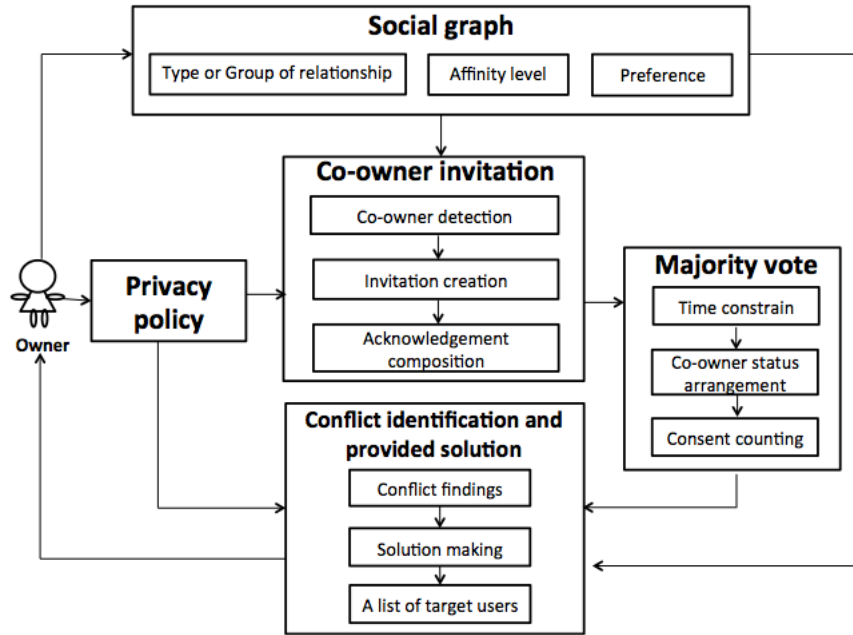 Social graph
Type or Group of relationship
Affinity level
Preference
Co-owner invitation
Co-owner detection
Invitation creation
Acknowledgement
composition
Privacy
policy
Owner
Majority vote
Time constrain
Co-owner status
arrangement
Consent counting
Conflict identification and
provided solution
Conflict findings
Solution making
A list of target users